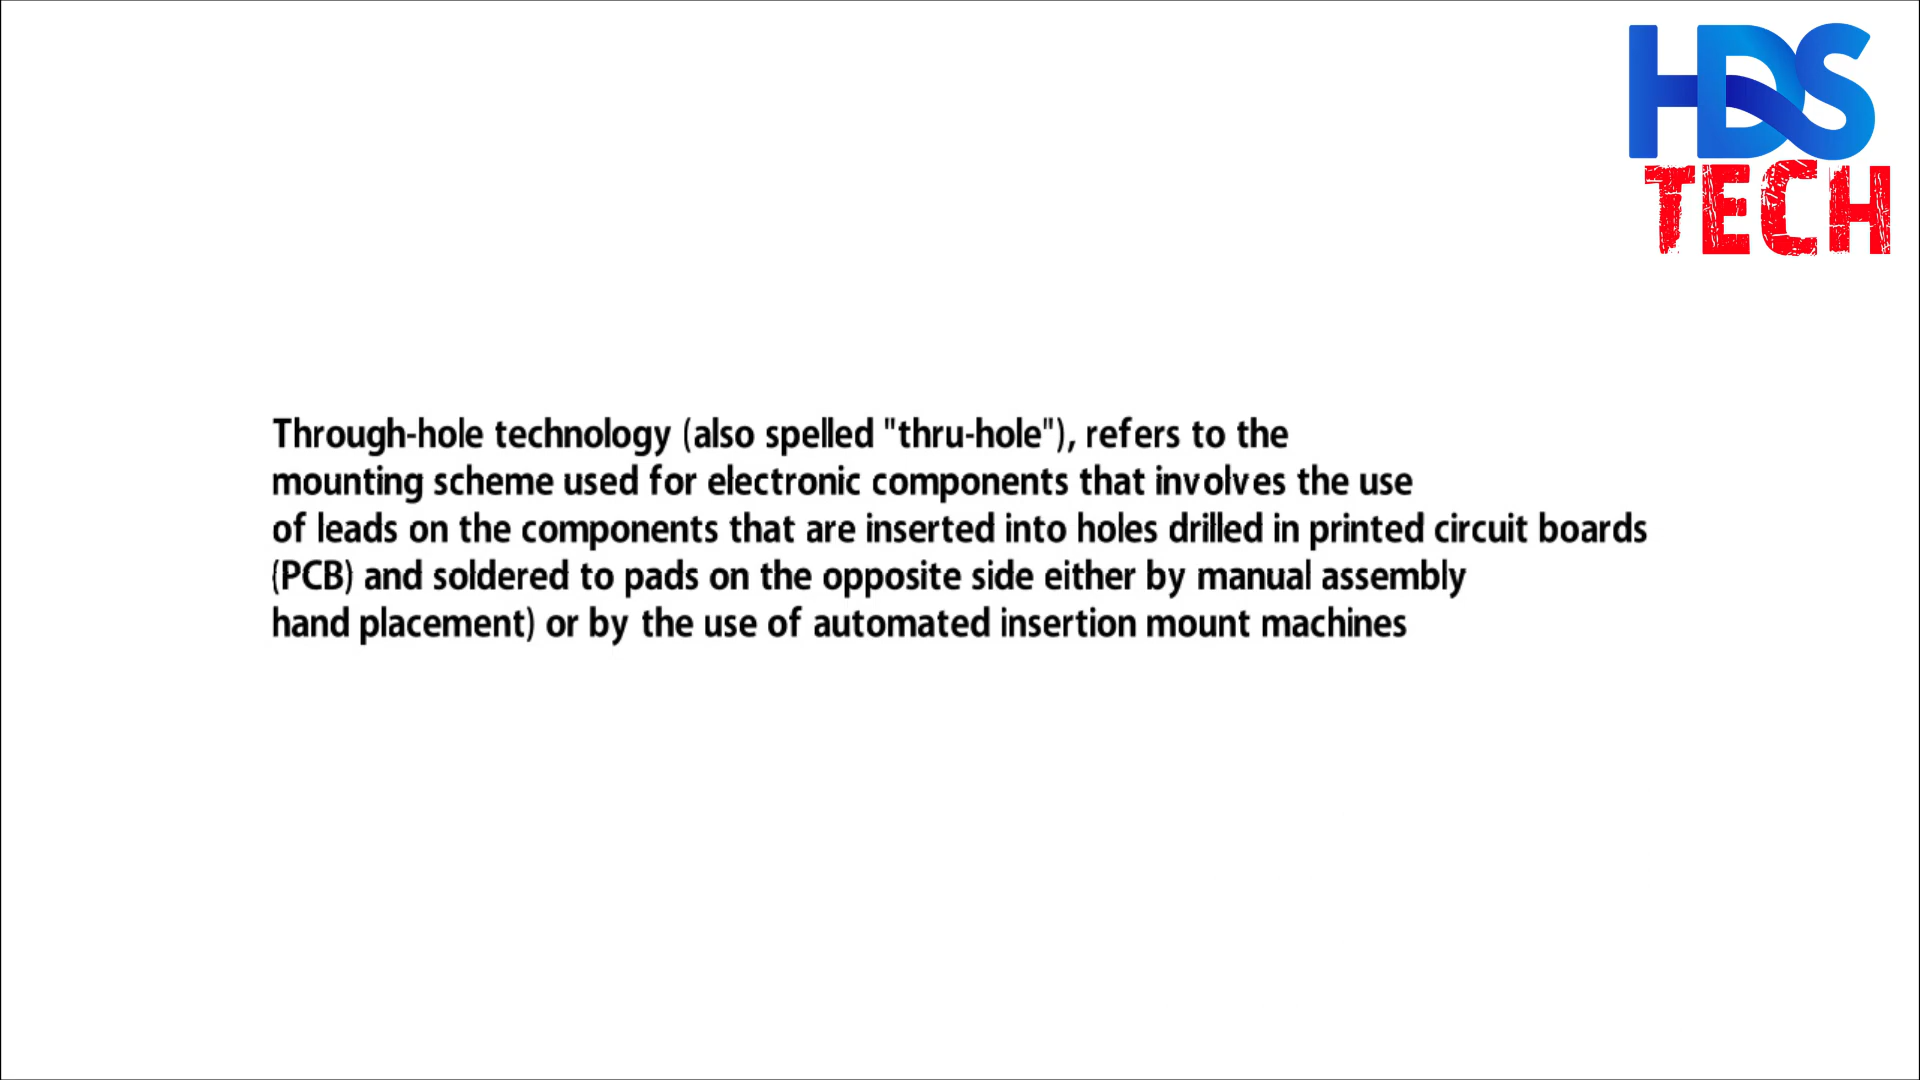 HDS
TECH
Through-hole technology (also spelled "thru-hole"), refers to the
mounting scheme used for electronic components that involves the use
of leads on the components that are inserted into holes drilled in printed circuit boards
(PCB) and soldered to pads on the opposite side either by manual assembly
hand placement) or by the use of automated insertion mount machines